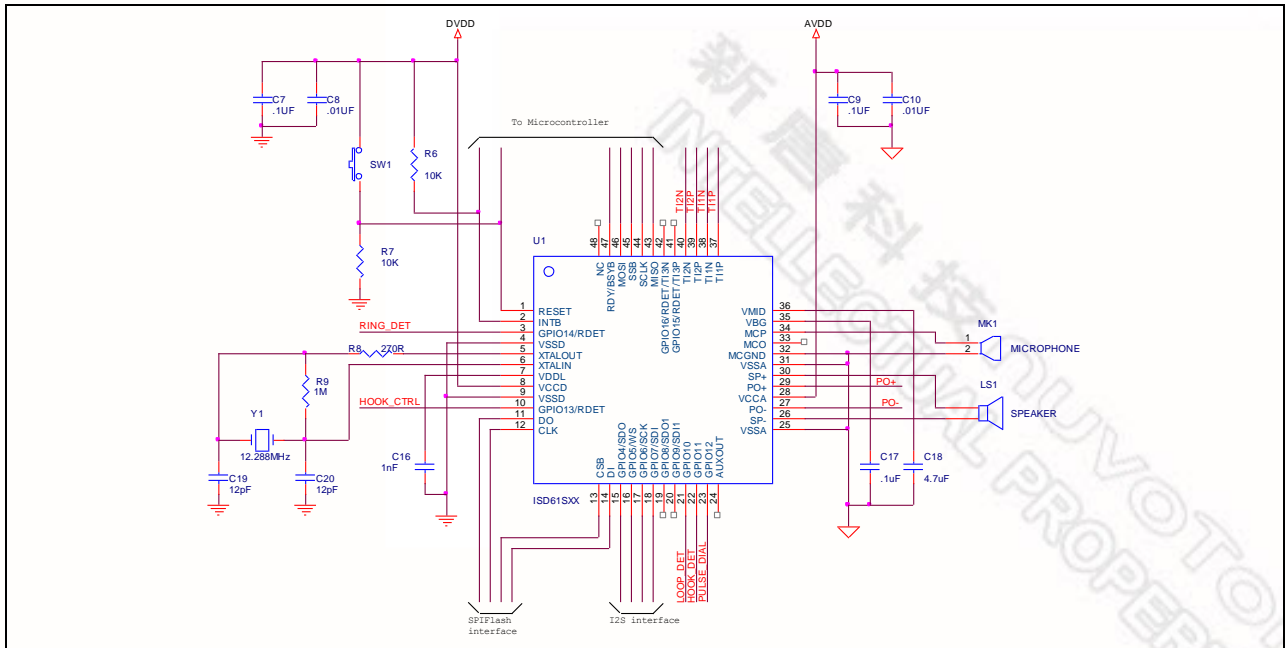 DVDD
AVDD
C7
.1UF
C8
.01UF
C9
.1UF
C10
.01UF
To Microcontroller
SW1
R6
10K
R7
10K
TI2N
TI2P
TI1N
TI1P
U1
48
47
46
45
44
43
42
41
40
39
38
37
NC
RDY/BSYB
MOSI
SSB
SCLK
MISO
GPIO16/RDET/TI3N
GPIO15/RDET/TI3P
TI2N
TI2P
TI1N
TI1P
1 RESET
2 INTB
RING_DET 3 GPIO14/RDET
4 VSSD
R8 270R 5 XTALOUT
6 XTALIN
7 VDDL
8 VCCD
9 VSSD
HOOK_CTRL 10 GPIO13/RDET
11 DO
12 CLK
VMID 36
VBG 35
MCP 34
MCO 33
MCGND 32
VSSA 31
SP+ 30
PO+ 29 PO+
VCCA 28
PO- 27 PO-
SP- 26
VSSA 25
MK1
1
2
MICROPHONE
LS1
SPEAKER
R9
1M
Y1
12.288MHz
C19
12pF
C20
12pF
C16
1nF
C17
.1uF
C18
4.7uF
CSB
DI
GPIO4/SDO
GPIO5/WS
GPIO6/SCK
GPIO7/SDI
GPIO8/SDO1
GPIO9/SDI1
GPIO10
GPIO11
GPIO12
AUXOUT
ISD61SXX
13
14
15
16
17
18
19
20
21
22
23
24
LOOP_DET
HOOK_DET
PULSE_DIAL
SPIFlash
interface
I2S interface
新唐科技 nuvoTon
INTELLECTUAL PROPER